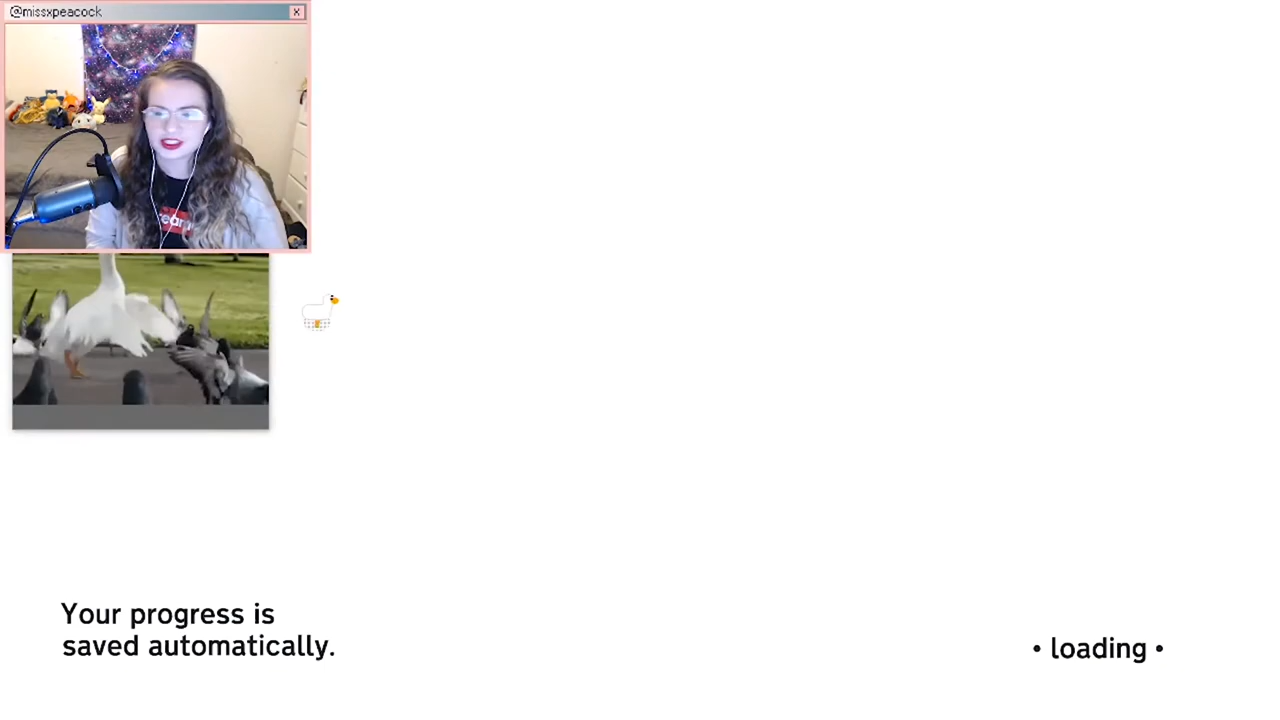 @missxpeacock
Your progress is
saved automatically.
• loading •